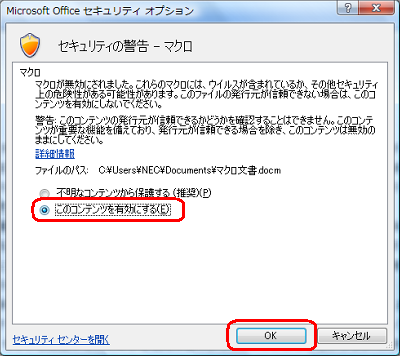 Microsoft Office セキュリティ オプション
セキュリティの警告 - マクロ
マクロ
マクロが無効にされました。これらのマクロには、ウイルスが含まれているか、その他セキュリティ
上の危険性がある可能性があります。このファイルの発行元が信頼できない場合は、このコン
テンツを有効にしないでください。
警告: このコンテンツの発行元が信頼できるかどうかを確認することはできません。このコンテン
ツが重要な機能を備えており、発行元が信頼できる場合を除き、このコンテンツは無効の
ままにしてください。
詳細情報
ファイルのパス: C:¥Users¥NEC¥Documents¥マクロ文書.docm
不明なコンテンツから保護する (推奨)(P)
このコンテンツを有効にする(E)
セキュリティ センターを開く
OK
キャンセル